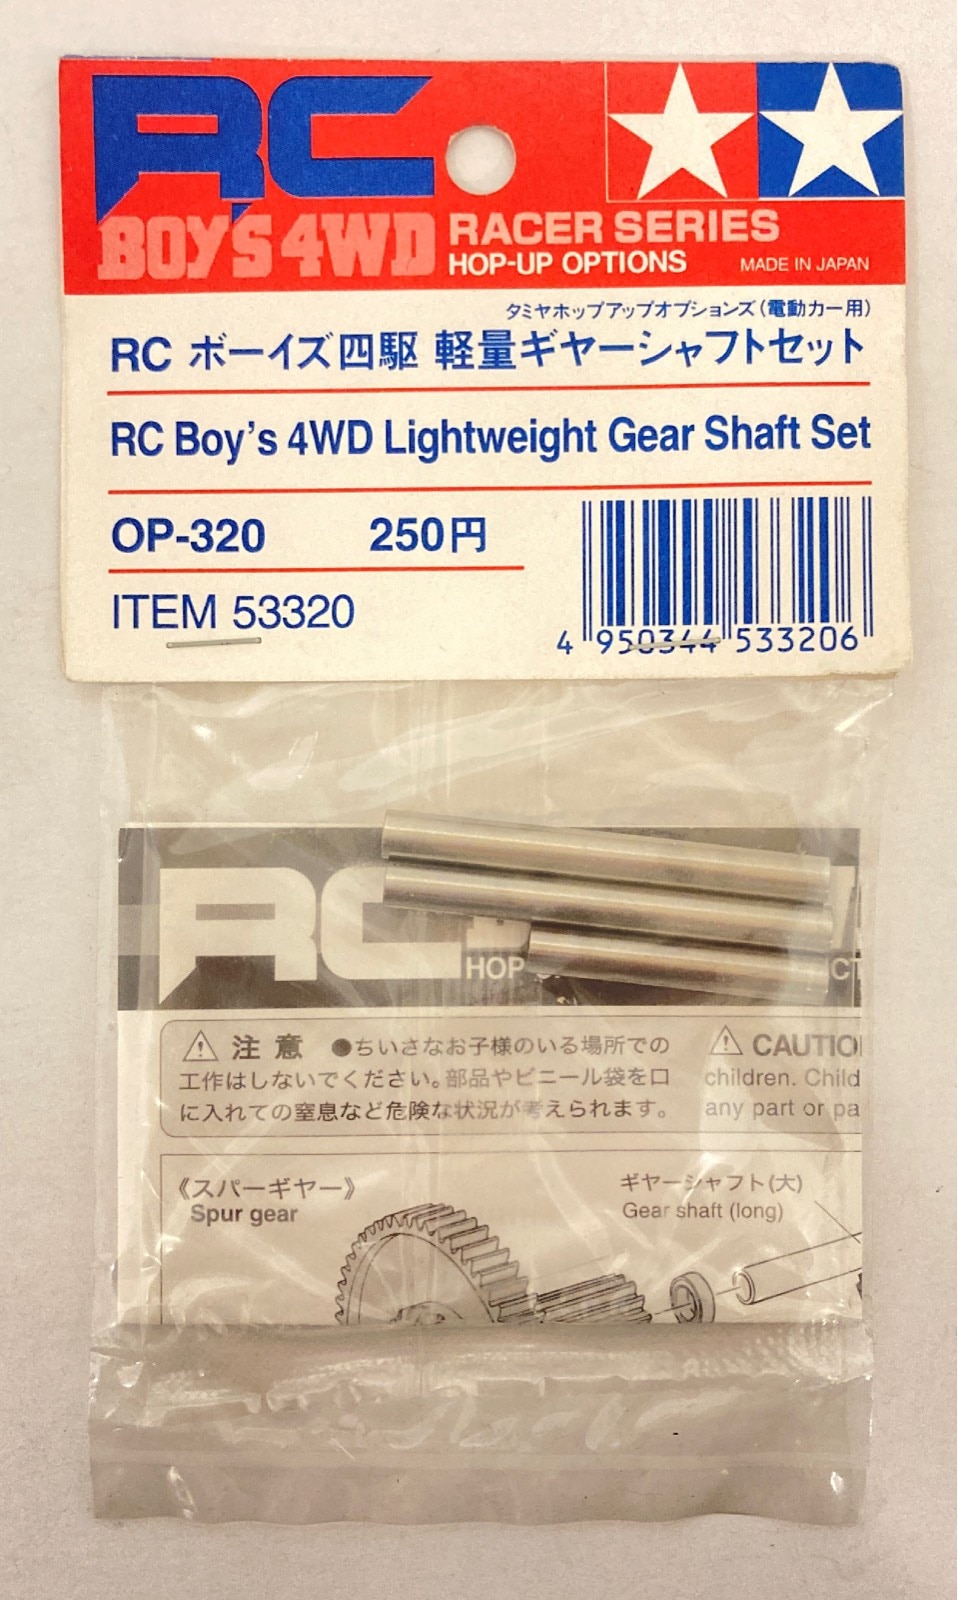 RC
BOY'S 4WD RACER SERIES
HOP-UP OPTIONS MADE IN JAPAN
タミヤホップアップオプションズ(電動カー用)
RC ボーイズ四駆 軽量ギヤーシャフトセット
RC Boy's 4WD Lightweight Gear Shaft Set
OP-320 250円
ITEM 53320
4 950344 533206
RC
HOP
CT
注意 ●ちいさなお子様のいる場所での
工作はしないでください。部品やビニール袋を口
に入れての窒息など危険な状況が考えられます。
CAUTIO
children. Child
any part or pa
《スパーギヤー》
Spur gear
ギヤーシャフト(大)
Gear shaft (long)